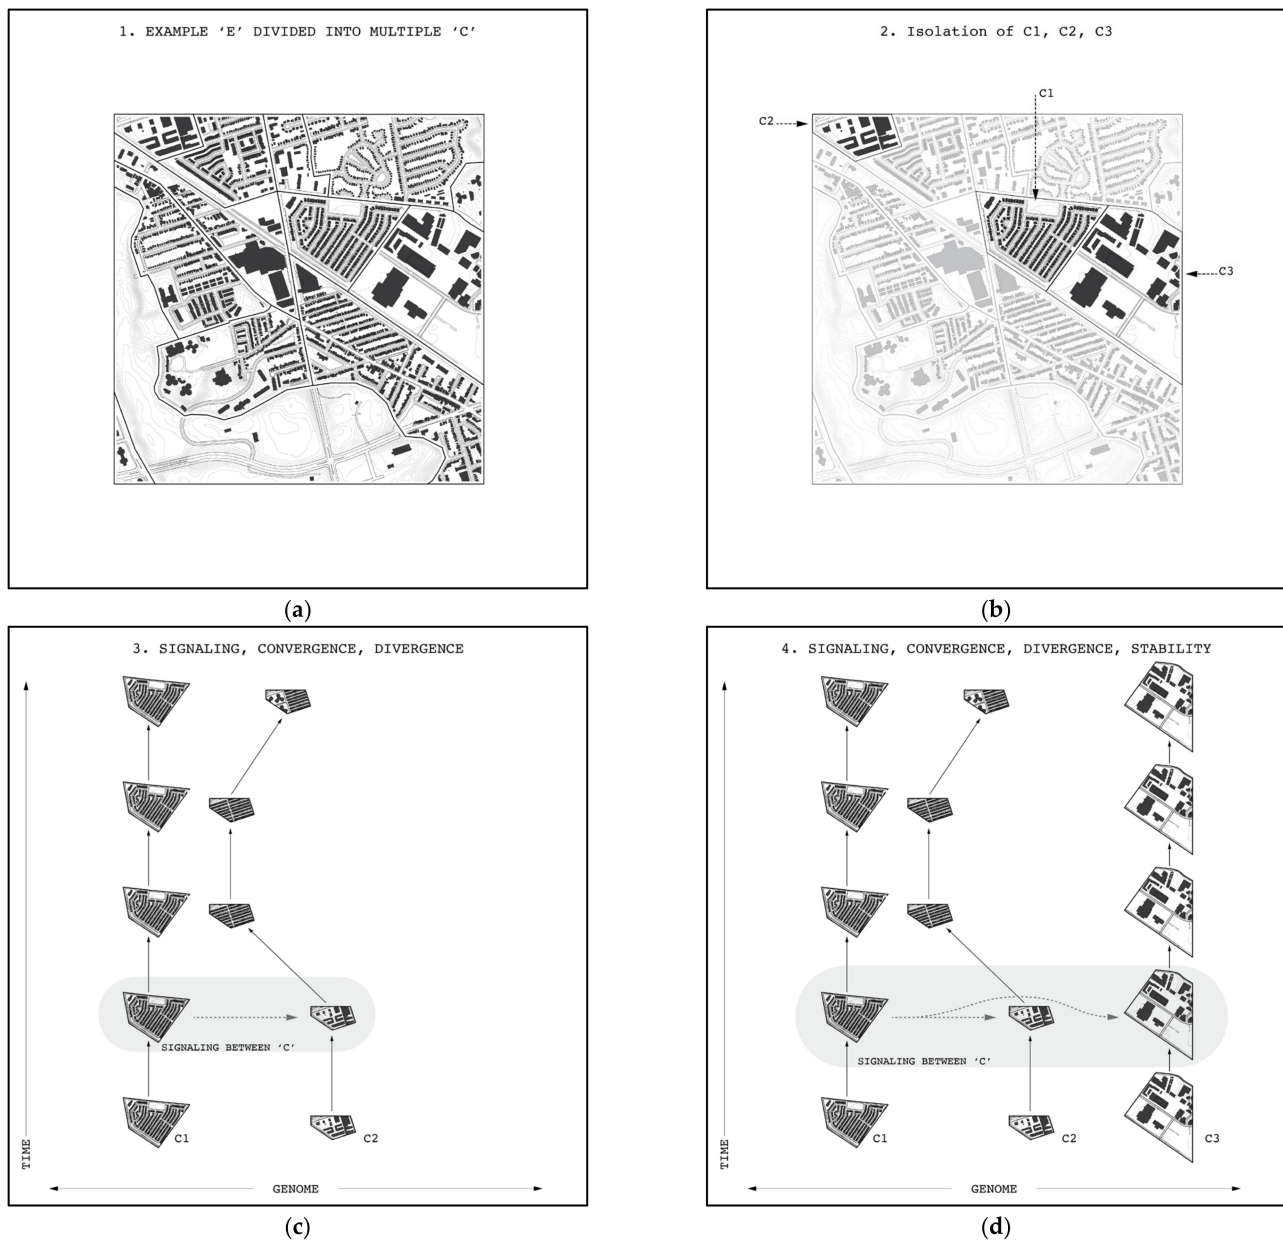 1. EXAMPLE ‘E’ DIVIDED INTO MULTIPLE ‘C’
2. Isolation of C1, C2, C3
C1
C2
C3
(a)
(b)
3. SIGNALING, CONVERGENCE, DIVERGENCE
SIGNALING BETWEEN ‘C’
C1
C2
TIME
GENOME
4. SIGNALING, CONVERGENCE, DIVERGENCE, STABILITY
SIGNALING BETWEEN ‘C’
C1
C2
C3
TIME
GENOME
(c)
(d)